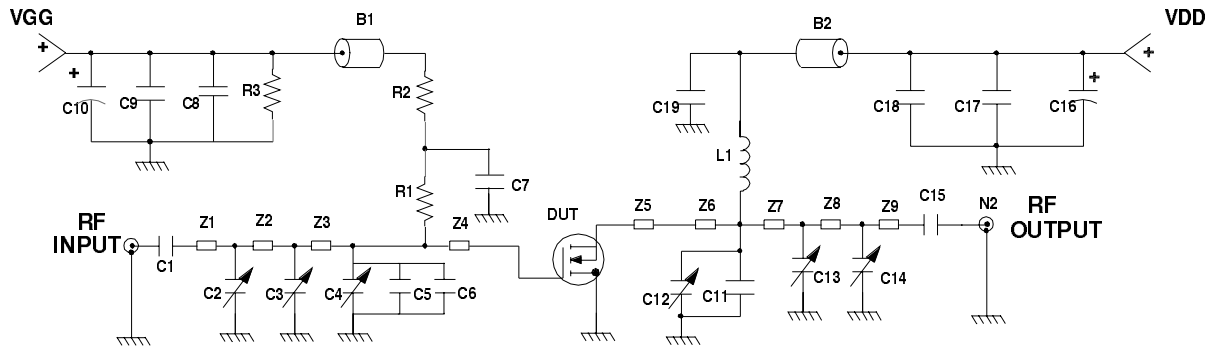 VGG
B1
B2
VDD
+
+
+
+
C10
C9
C8
R3
R2
C19
C18
C17
C16
L1
R1
C7
C15
N2
RF
INPUT
Z1
Z2
Z3
Z4
DUT
Z5
Z6
Z7
Z8
Z9
RF
OUTPUT
C1
C2
C3
C4
C5
C6
C12
C11
C13
C14